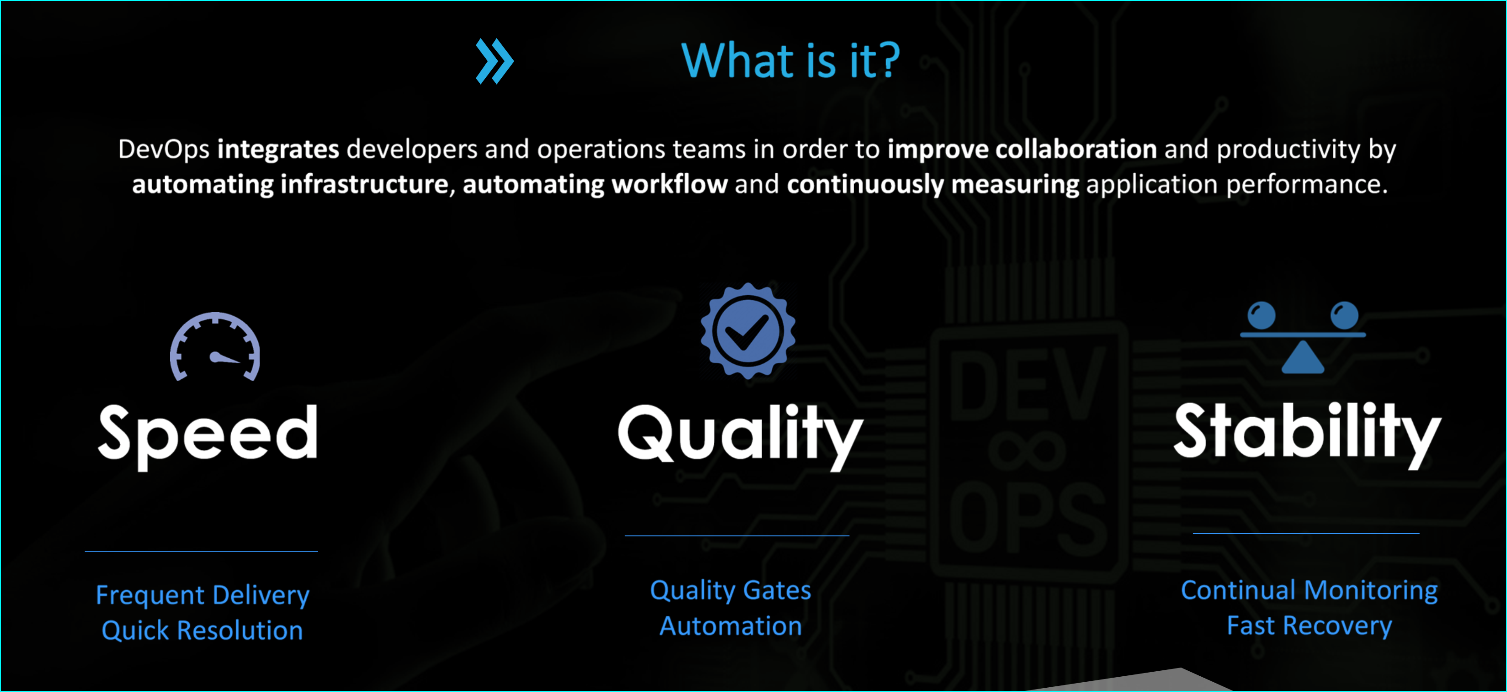 What is it?
DevOps integrates developers and operations teams in order to improve collaboration and productivity by
automating infrastructure, automating workflow and continuously measuring application performance.
Speed
Quality
Stability
DEV
OPS
Frequent Delivery
Quick Resolution
Quality Gates
Automation
Continual Monitoring
Fast Recovery